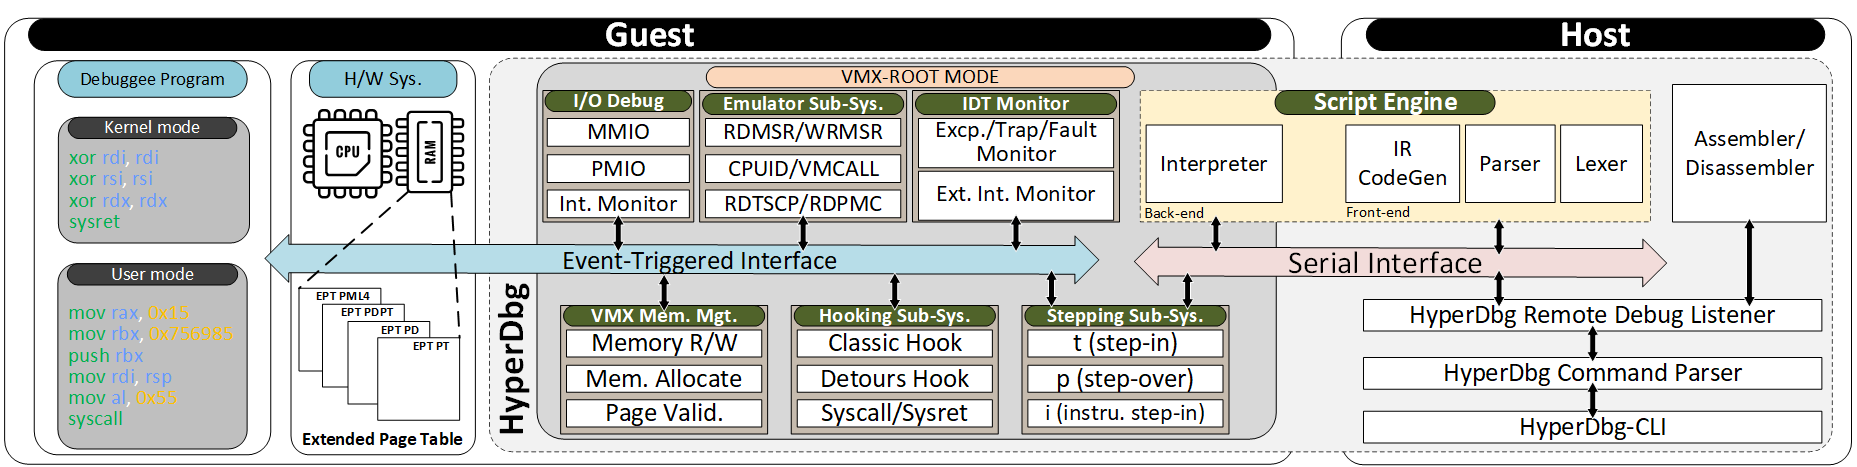 Guest
Host
Debuggee Program
Kernel mode
xor rdi, rdi
xor rsi, rsi
xor rdx, rdx
sysret
User mode
mov rax, 0x15
mov rbx, 0x756985
push rbx
mov rdi, rsp
mov al, 0x55
syscall
H/W Sys.
CPU
RAM
EPT PML4
EPT PDPT
EPT PD
EPT PT
Extended Page Table
HyperDbg
VMX-ROOT MODE
I/O Debug
MMIO
PMIO
Int. Monitor
Emulator Sub-Sys.
RDMSR/WRMSR
CPUID/VMCALL
RDTSCP/RDPMC
IDT Monitor
Excp./Trap/Fault
Monitor
Ext. Int. Monitor
Event-Triggered Interface
VMX Mem. Mgt.
Memory R/W
Mem. Allocate
Page Valid.
Hooking Sub-Sys.
Classic Hook
Detours Hook
Syscall/Sysret
Stepping Sub-Sys.
t (step-in)
p (step-over)
i (instru. step-in)
Script Engine
Interpreter
Back-end
IR
CodeGen
Parser
Lexer
Front-end
Assembler/
Disassembler
Serial Interface
HyperDbg Remote Debug Listener
HyperDbg Command Parser
HyperDbg-CLI